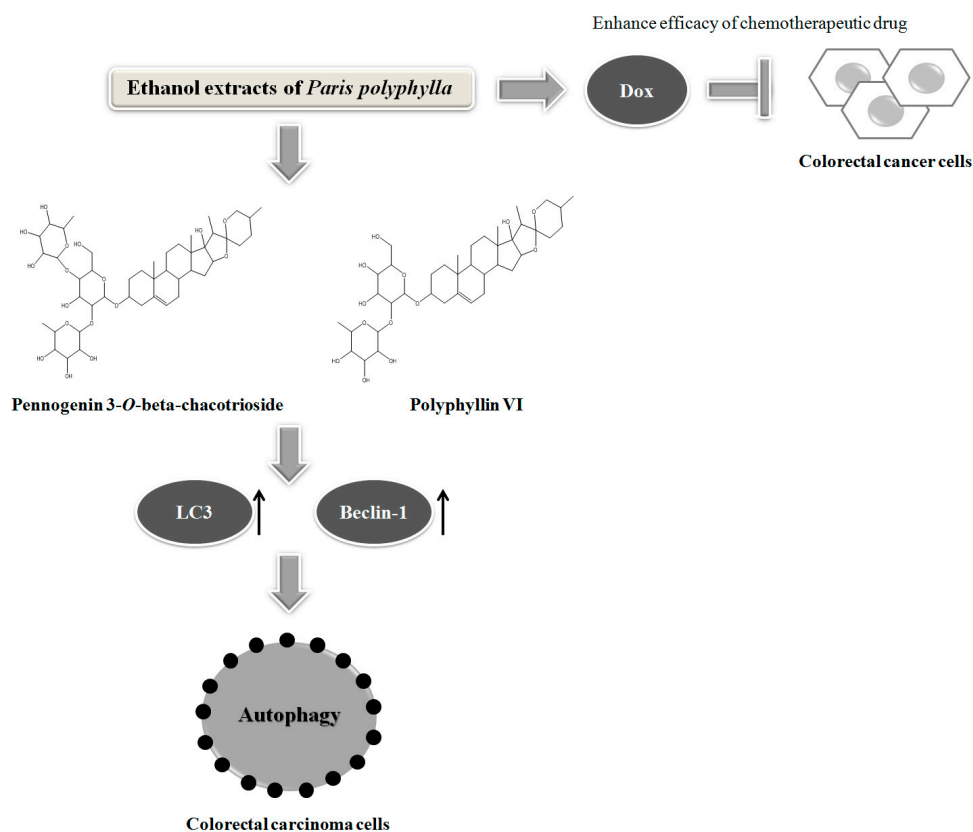 Enhance efficacy of chemotherapeutic drug
Ethanol extracts of Paris polyphylla
Dox
Colorectal cancer cells
Pennogenin 3-O-beta-chacotrioside
Polyphyllin VI
LC3
Beclin-1
Autophagy
Colorectal carcinoma cells